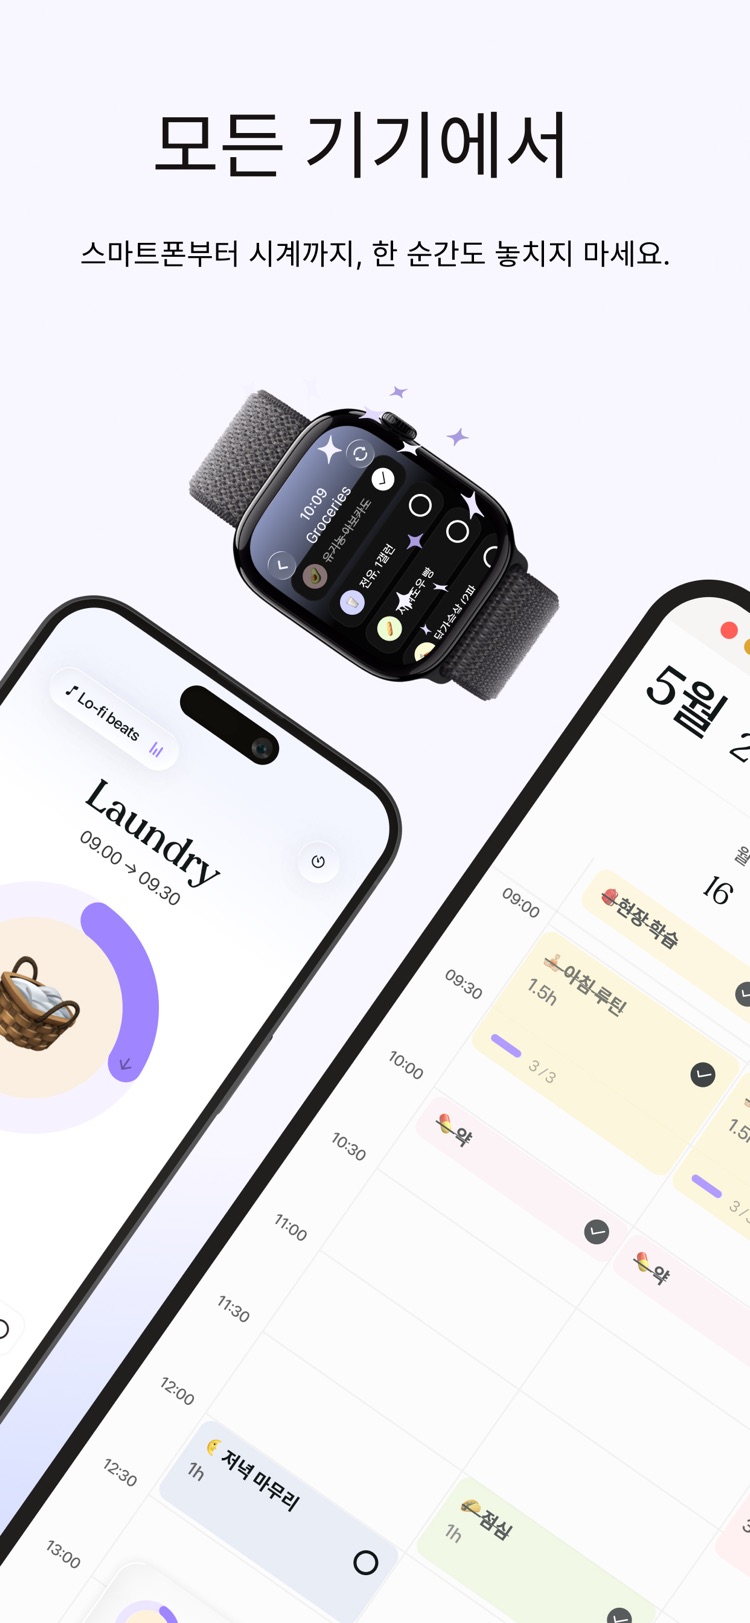 모든 기기에서
스마트폰부터 시계까지, 한 순간도 놓치지 마세요.
10:09
Groceries
유기농 아보카도
전유, 1갤런
Lo-fi beats
Laundry
09.00 → 09.30
5월
16
09:00
09:30
10:00
10:30
11:00
11:30
12:00
12:30
13:00
현장 학습
아침 루틴
1.5h
3/3
약
약
저녁 마무리
1h
점심
1h